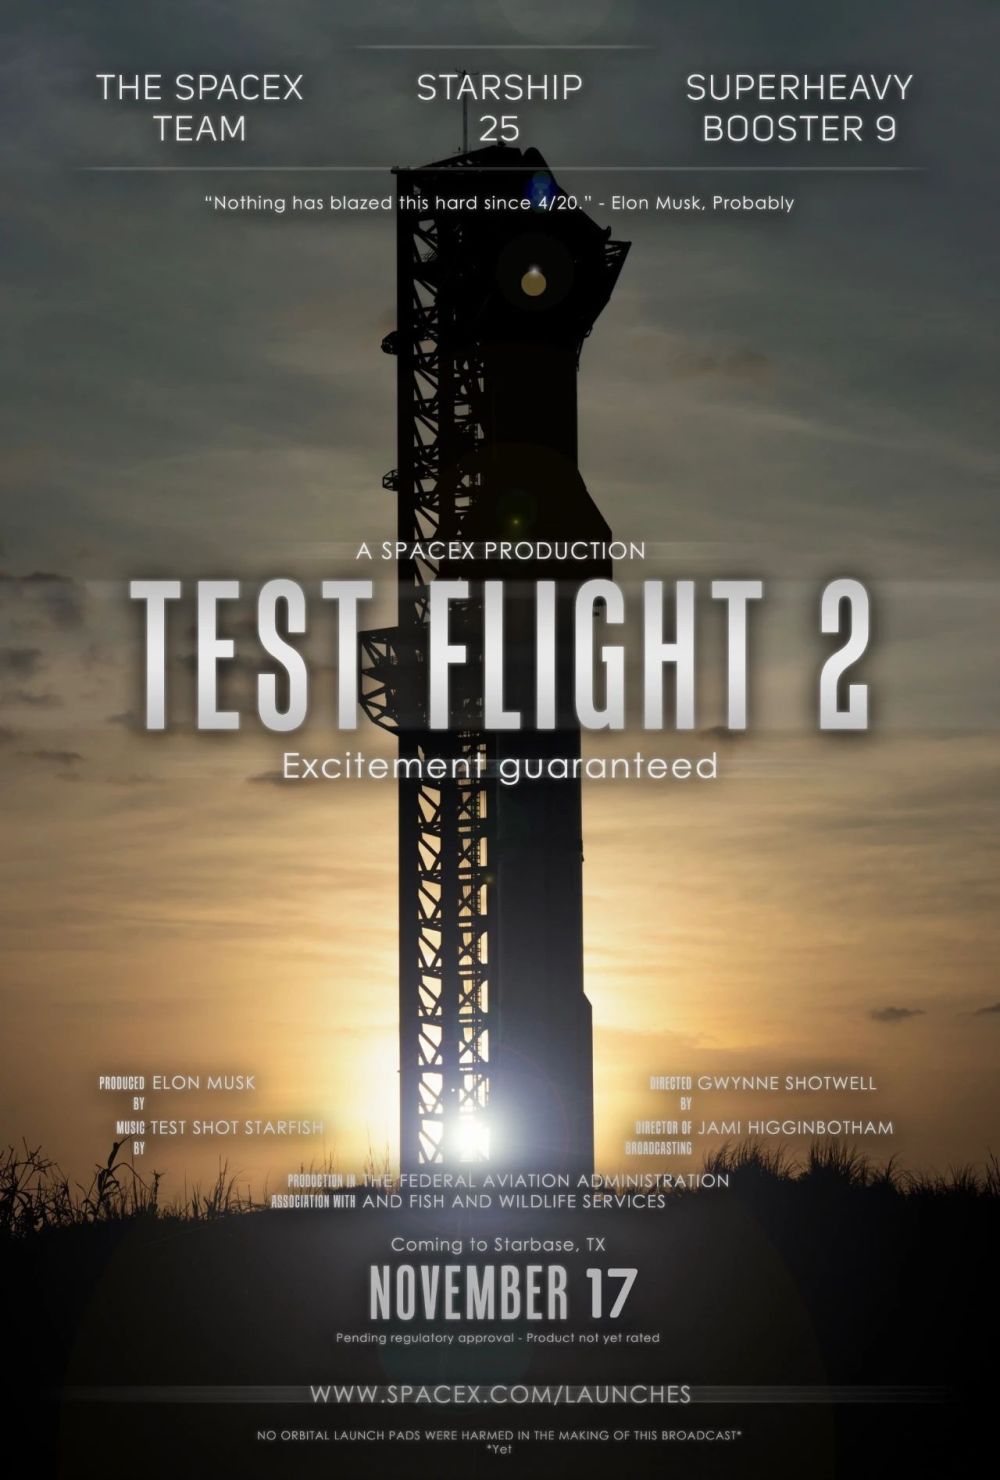 THE SPACEX TEAM
STARSHIP 25
SUPERHEAVY BOOSTER 9
“Nothing has blazed this hard since 4/20.” - Elon Musk, Probably
A SPACEX PRODUCTION
TEST FLIGHT 2
Excitement guaranteed
PRODUCED BY ELON MUSK
MUSIC BY TEST SHOT STARFISH
DIRECTED BY GWYNNE SHOTWELL
DIRECTOR OF BROADCASTING JAMI HIGGINBOTHAM
PRODUCTION IN ASSOCIATION WITH THE FEDERAL AVIATION ADMINISTRATION
AND FISH AND WILDLIFE SERVICES
Coming to Starbase, TX
NOVEMBER 17
Pending regulatory approval - Product not yet rated
WWW.SPACEX.COM/LAUNCHES
NO ORBITAL LAUNCH PADS WERE HARMED IN THE MAKING OF THIS BROADCAST*
*Yet